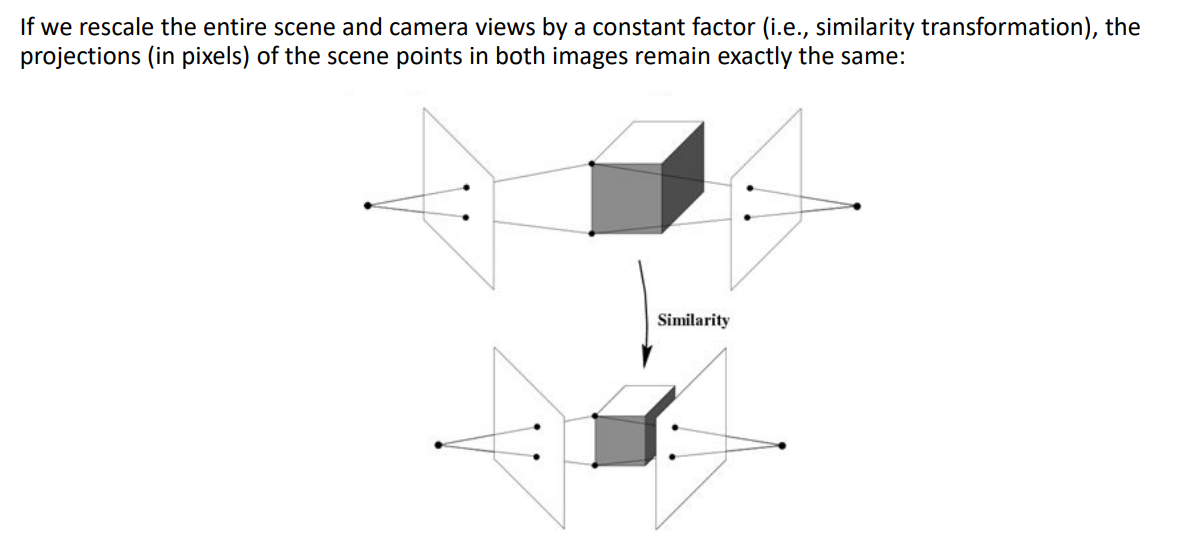 If we rescale the entire scene and camera views by a constant factor (i.e., similarity transformation), the
projections (in pixels) of the scene points in both images remain exactly the same:
Similarity